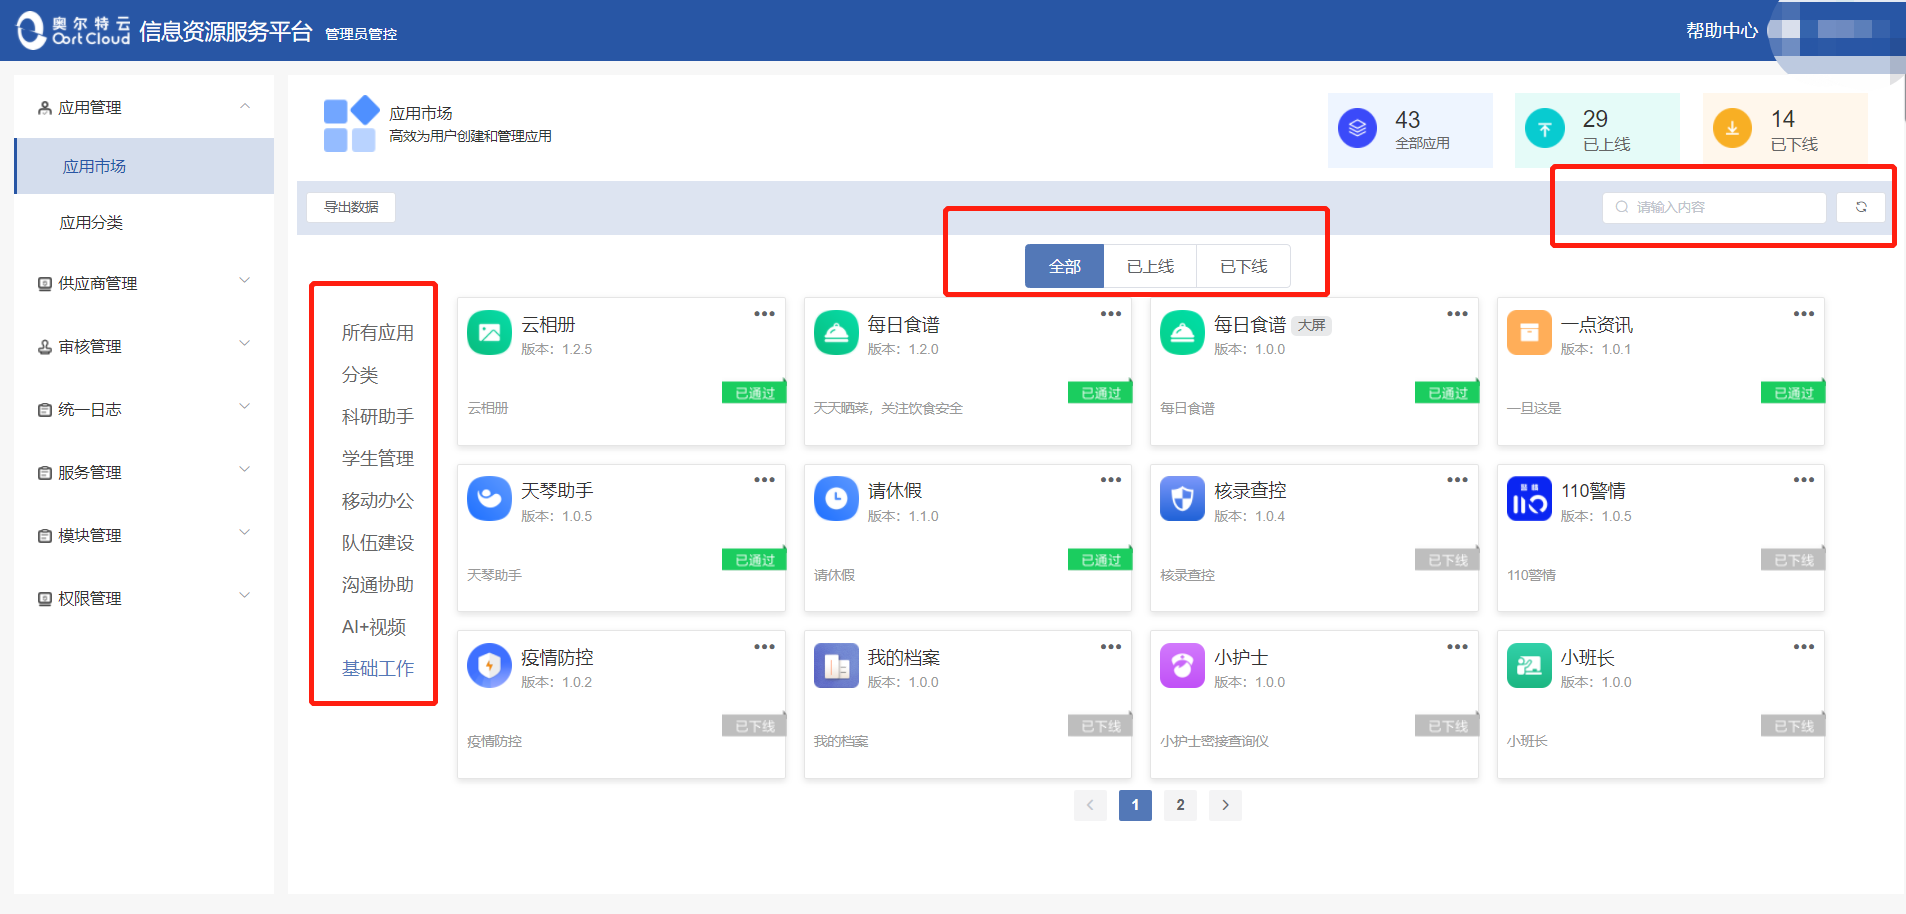 奥尔特云
Oort Cloud
信息资源服务平台 管理员管控
帮助中心
应用管理
应用市场
应用分类
供应商管理
审核管理
统一日志
服务管理
模块管理
权限管理
应用市场
高效为用户创建和管理应用
43
全部应用
29
已上线
14
已下线
导出数据
请输入内容
全部 已上线 已下线
所有应用
分类
科研助手
学生管理
移动办公
队伍建设
沟通协助
AI+视频
基础工作
云相册
版本：1.2.5
已通过
云相册
每日食谱
版本：1.2.0
已通过
天天晒菜，关注饮食安全
每日食谱 大屏
版本：1.0.0
已通过
每日食谱
一点资讯
版本：1.0.1
已通过
一旦这是
天琴助手
版本：1.0.5
已通过
天琴助手
请休假
版本：1.1.0
已通过
请休假
核录查控
版本：1.0.4
已下线
核录查控
110
110警情
版本：1.0.5
已下线
110警情
疫情防控
版本：1.0.2
已下线
疫情防控
我的档案
版本：1.0.0
已下线
我的档案
小护士
版本：1.0.0
已下线
小护士密接查询仪
小班长
版本：1.0.0
已下线
小班长
1 2